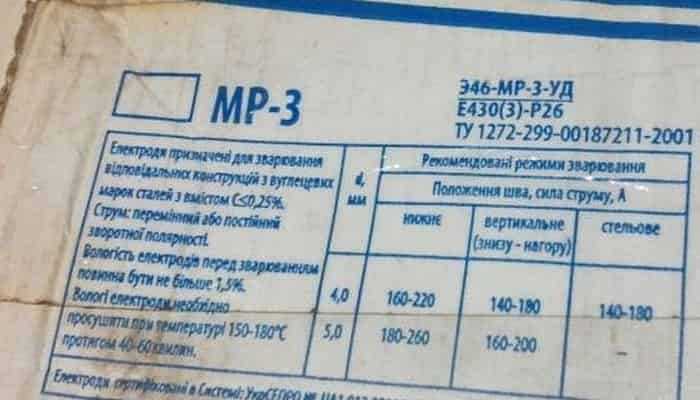 МР-3
Э46-МР-3-УД
Е430(3)-Р26
ТУ 1272-299-00187211-2001
Електроди призначені для зварювання
відповідальних конструкцій з вуглецевих
марок сталей з вмістом С≤0,25%.
Струм: перемінний або постійний
зворотної полярності.
Вологість електродів перед зварюванням
повинна бути не більше 1,5%.
Вологі електроди необхідно
просушити при температурі 150-180°С
протягом 40-60 хвилин.
d, мм
Рекомендовані режими зварювання
Положення шва, сила струму, А
нижнє вертикальне (знизу - нагору) стельове
4,0 160-220 140-180 140-180
5,0 180-260 160-200 –
Електроди сертифіковані в Системі: УкрСЕПРО №